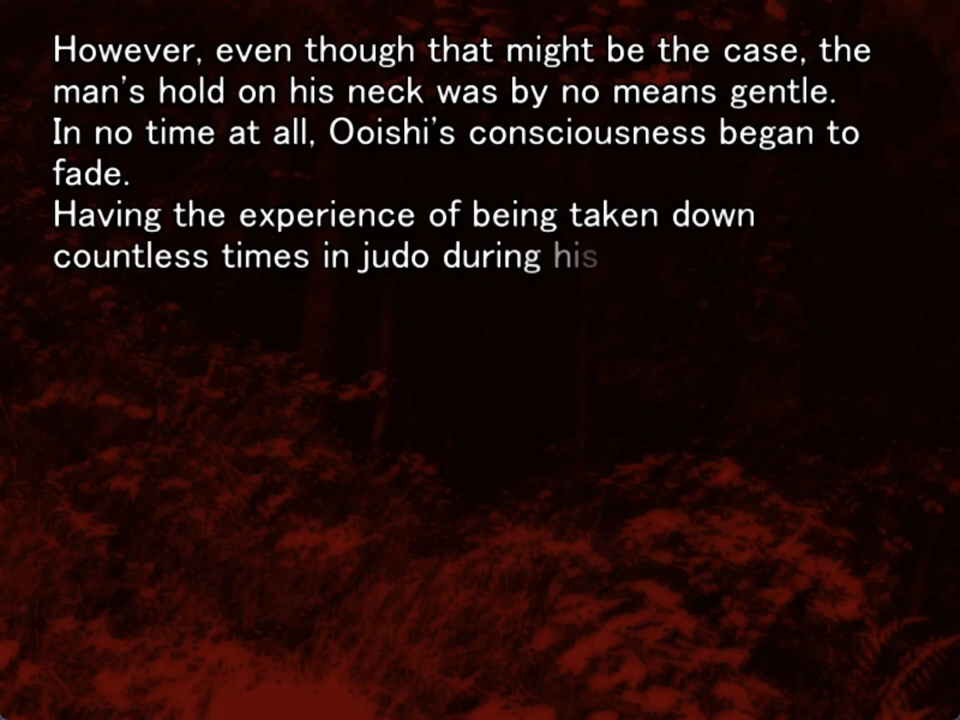 However, even though that might be the case, the
man's hold on his neck was by no means gentle.
In no time at all, Ooishi's consciousness began to
fade.
Having the experience of being taken down
countless times in judo during his